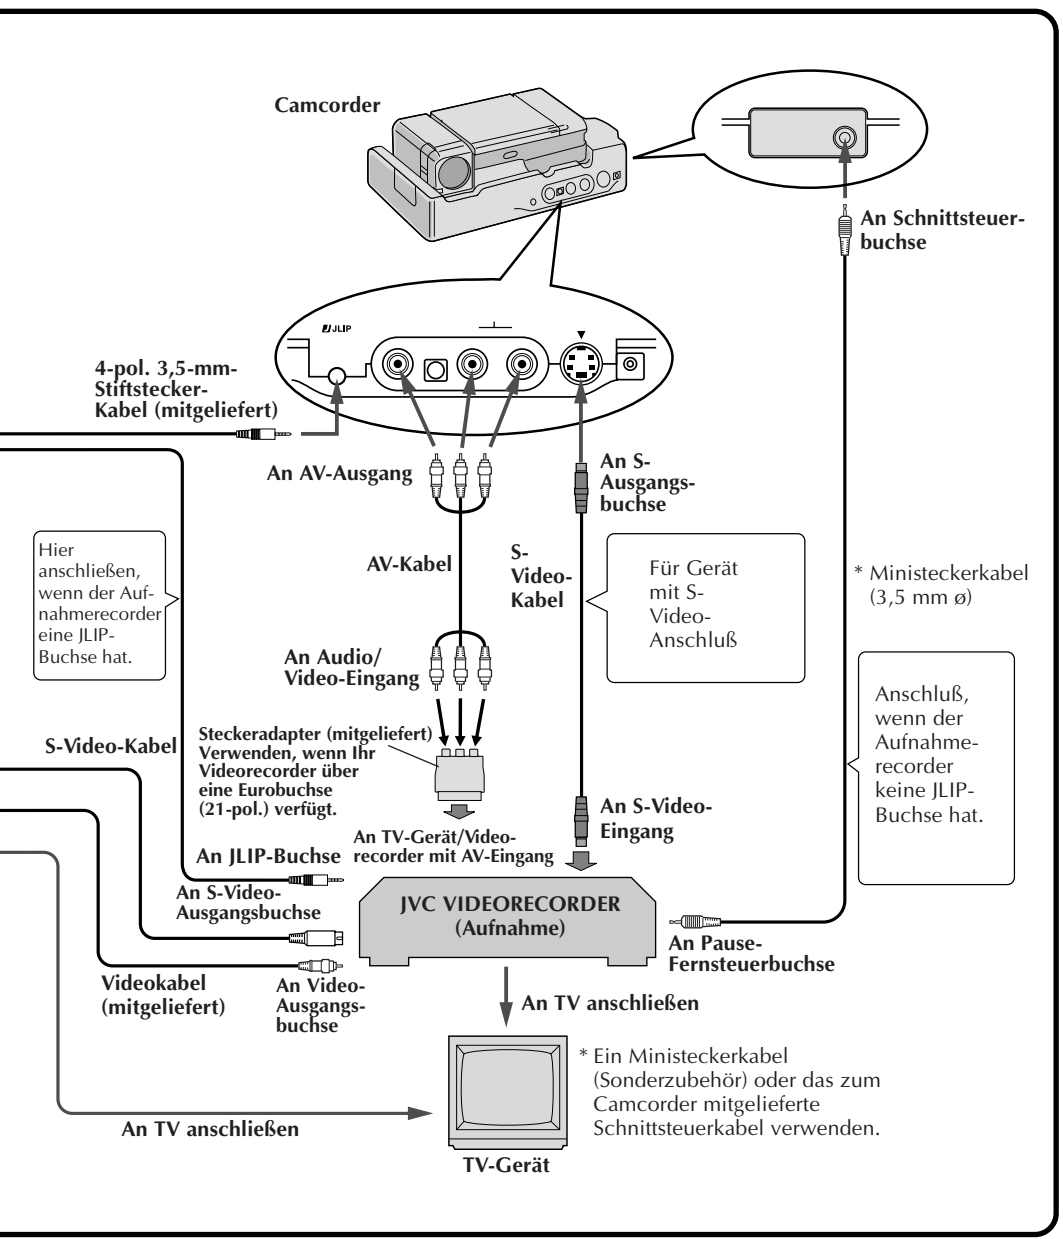 Camcorder
An Schnittsteuer-
buchse
JLIP
4-pol. 3,5-mm-
Stiftstecker-
Kabel (mitgeliefert)
An AV-Ausgang
An S-
Ausgangs-
buchse
Hier
anschließen,
wenn der Auf-
nahmerecorder
eine JLIP-
Buchse hat.
AV-Kabel
S-
Video-
Kabel
Für Gerät
mit S-
Video-
Anschluß
* Ministeckerkabel
(3,5 mm ø)
An Audio/
Video-Eingang
Anschluß,
wenn der
Aufnahme-
recorder
keine JLIP-
Buchse hat.
S-Video-Kabel
Steckeradapter (mitgeliefert)
Verwenden, wenn Ihr
Videorecorder über
eine Eurobuchse
(21-pol.) verfügt.
An S-Video-
Eingang
An TV-Gerät/Video-
recorder mit AV-Eingang
An JLIP-Buchse
An S-Video-
Ausgangsbuchse
JVC VIDEORECORDER
(Aufnahme)
An Pause-
Fernsteuerbuchse
Videokabel
(mitgeliefert)
An Video-
Ausgangs-
buchse
An TV anschließen
* Ein Ministeckerkabel
(Sonderzubehör) oder das zum
Camcorder mitgelieferte
Schnittsteuerkabel verwenden.
An TV anschließen
TV-Gerät